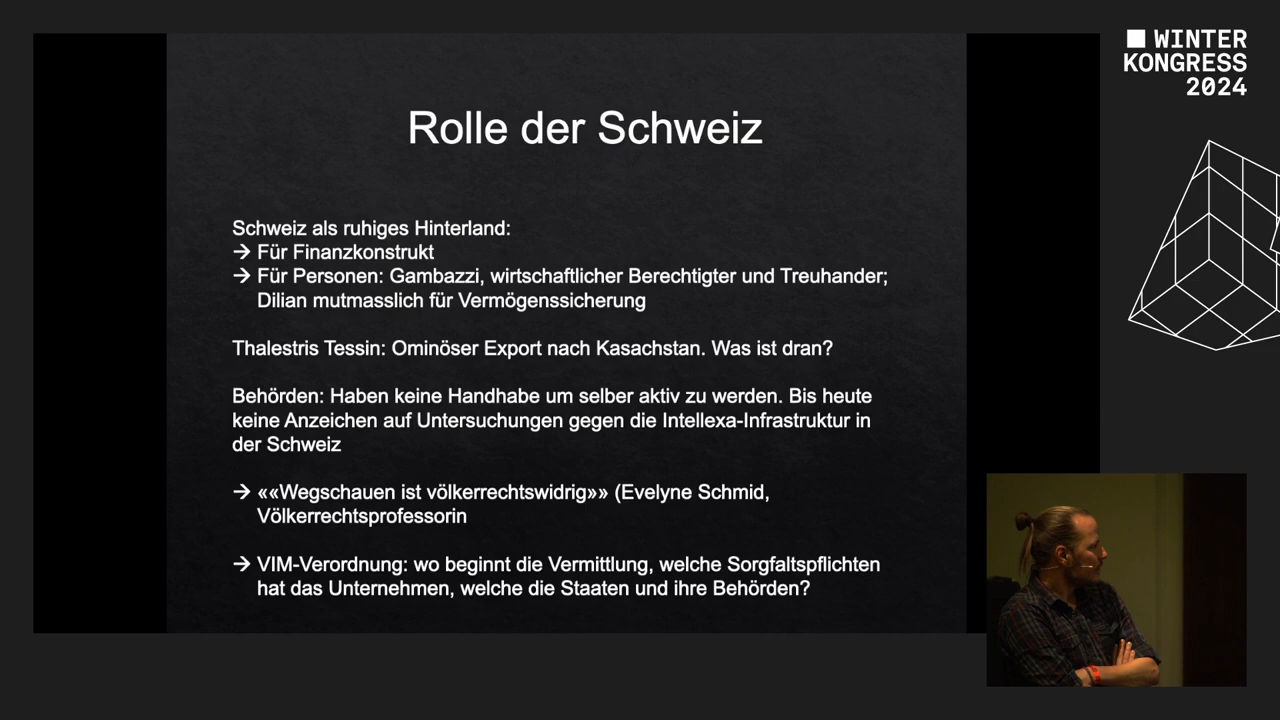 WINTER
KONGRESS
2024
Rolle der Schweiz
Schweiz als ruhiges Hinterland:
→ Für Finanzkonstrukt
→ Für Personen: Gambazzi, wirtschaftlicher Berechtigter und Treuhander;
Dilian mutmasslich für Vermögenssicherung
Thalestris Tessin: Ominöser Export nach Kasachstan. Was ist dran?
Behörden: Haben keine Handhabe um selber aktiv zu werden. Bis heute
keine Anzeichen auf Untersuchungen gegen die Intellexa-Infrastruktur in
der Schweiz
→ ««Wegschauen ist völkerrechtswidrig»» (Evelyne Schmid,
Völkerrechtsprofessorin
→ VIM-Verordnung: wo beginnt die Vermittlung, welche Sorgfaltspflichten
hat das Unternehmen, welche die Staaten und ihre Behörden?